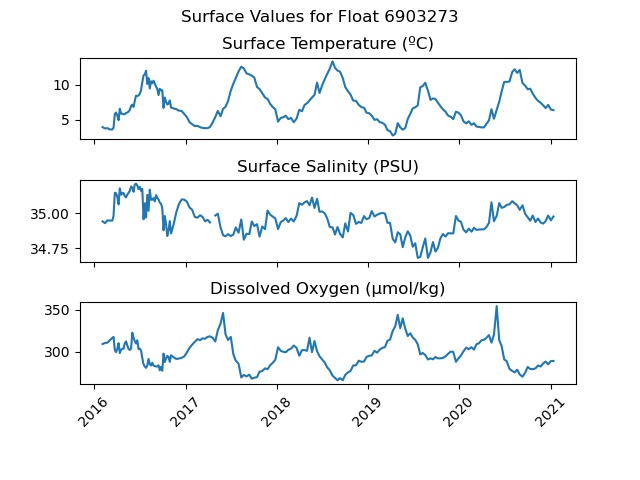 Surface Values for Float 6903273
Surface Temperature (ºC)
10
5
Surface Salinity (PSU)
35.00
34.75
Dissolved Oxygen (µmol/kg)
350
300
2016 2017 2018 2019 2020 2021